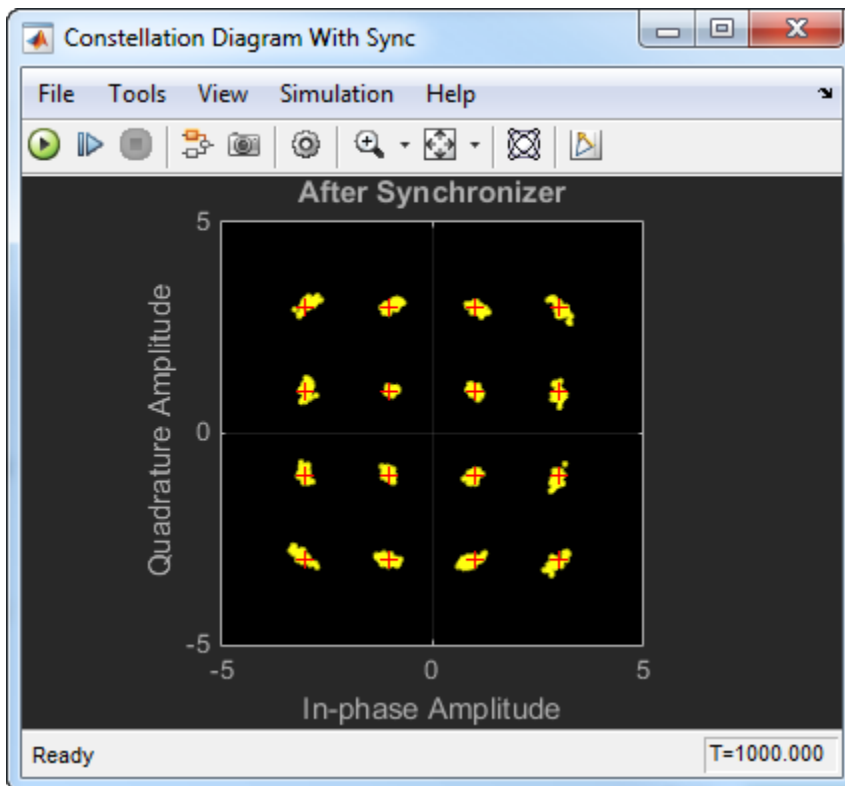 Constellation Diagram With Sync
File Tools View Simulation Help
After Synchronizer
5
0
-5
Quadrature Amplitude
-5 0 5
In-phase Amplitude
Ready T=1000.000